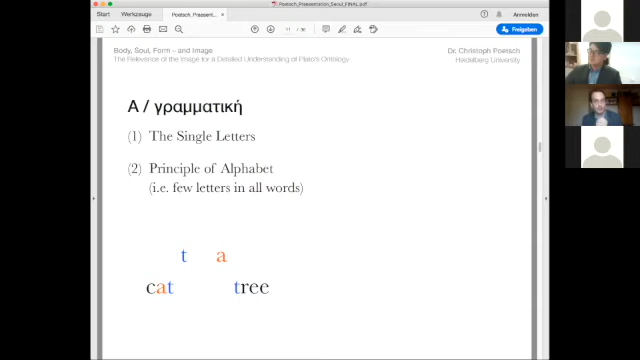 Poetsch_Praesentation_Seoul_FINAL.pdf
Start
Werkzeuge
Poetsch_Praesent...
×
Anmelden
Freigeben
Body, Soul, Form – and Image
Dr. Christoph Poetsch
The Relevance of the Image for a Detailed Understanding of Plato's Ontology
Heidelberg University
A / γραμματική
(1) The Single Letters
(2) Principle of Alphabet
(i.e. few letters in all words)
t a
cat tree